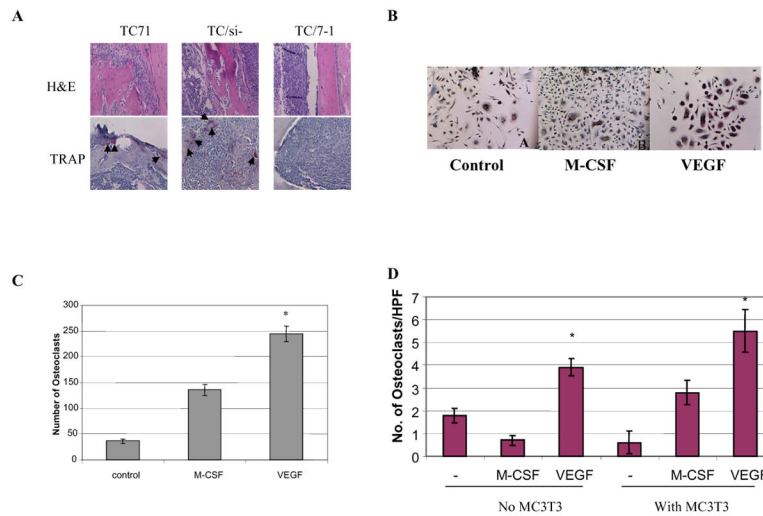 A
TC71 TC/si- TC/7-1
H&E
TRAP
B
A B
Control M-CSF VEGF
C
Number of Osteoclasts
300
250
200
150
100
50
0
*
control M-CSF VEGF
D
No. of Osteoclasts/HPF
7
6
5
4
3
2
1
0
* *
- M-CSF VEGF - M-CSF VEGF
No MC3T3 With MC3T3